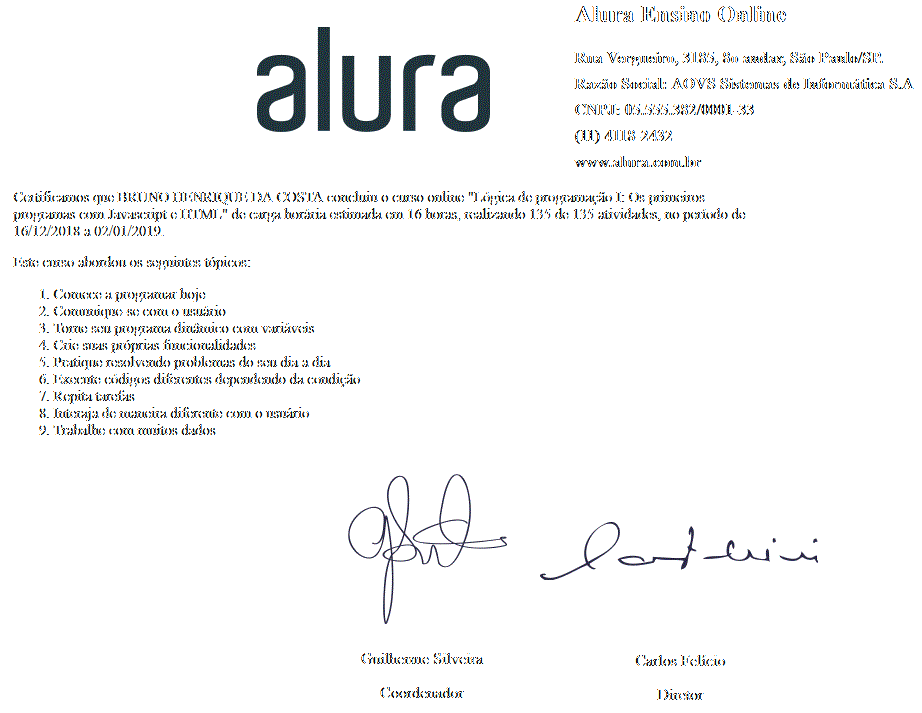 alura
Alura Ensino Online
Rua Vergueiro, 3185, 8o andar, São Paulo/SP.
Razão Social: AOVS Sistemas de Informática S.A
CNPJ: 05.555.382/0001-33
(11) 4118-2432
www.alura.com.br
Certificamos que BRUNO HENRIQUE DA COSTA concluiu o curso online "Lógica de programação I: Os primeiros
programas com Javascript e HTML" de carga horária estimada em 16 horas, realizando 135 de 135 atividades, no período de
16/12/2018 a 02/01/2019.
Este curso abordou os seguintes tópicos:
1. Comece a programar hoje
2. Comunique-se com o usuário
3. Torne seu programa dinâmico com variáveis
4. Crie suas próprias funcionalidades
5. Pratique resolvendo problemas do seu dia a dia
6. Execute códigos diferentes dependendo da condição
7. Repita tarefas
8. Interaja de maneira diferente com o usuário
9. Trabalhe com muitos dados
Guilherme Silveira
Carlos Felício
Coordenador
Diretor